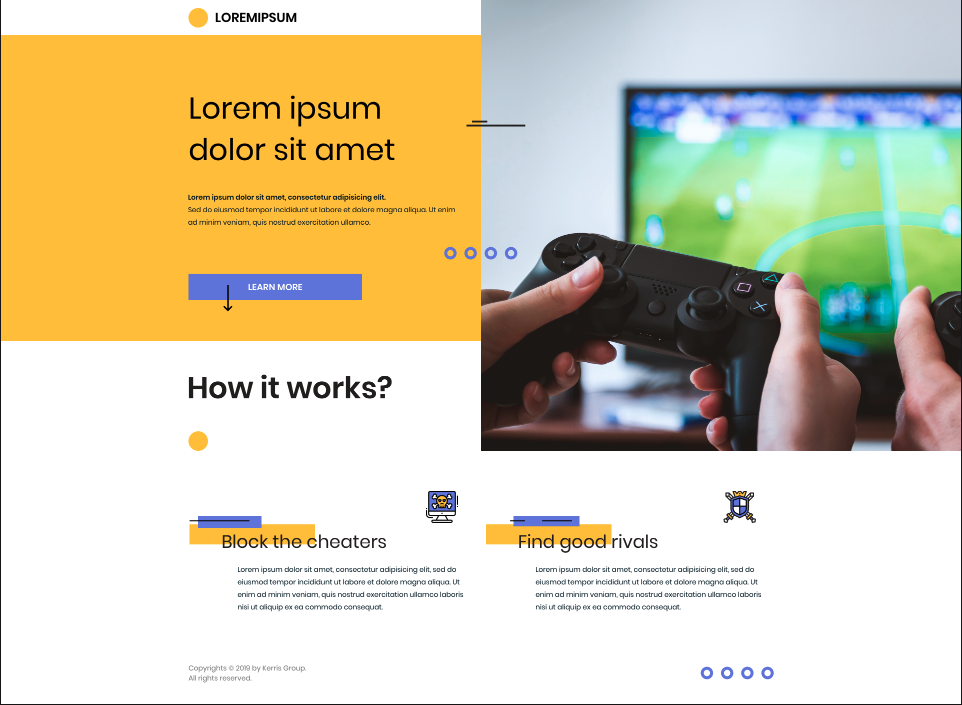 LOREMIPSUM
Lorem ipsum
dolor sit amet
Lorem ipsum dolor sit amet, consectetur adipisicing elit.
Sed do eiusmod tempor incididunt ut labore et dolore magna aliqua. Ut enim
ad minim veniam, quis nostrud exercitation ullamco.
LEARN MORE
How it works?
Block the cheaters
Lorem ipsum dolor sit amet, consectetur adipisicing elit, sed do
eiusmod tempor incididunt ut labore et dolore magna aliqua. Ut
enim ad minim veniam, quis nostrud exercitation ullamco laboris
nisi ut aliquip ex ea commodo consequat.
Find good rivals
Lorem ipsum dolor sit amet, consectetur adipisicing elit, sed do
eiusmod tempor incididunt ut labore et dolore magna aliqua. Ut
enim ad minim veniam, quis nostrud exercitation ullamco laboris
nisi ut aliquip ex ea commodo consequat.
Copyrights © 2019 by Kerris Group.
All rights reserved.